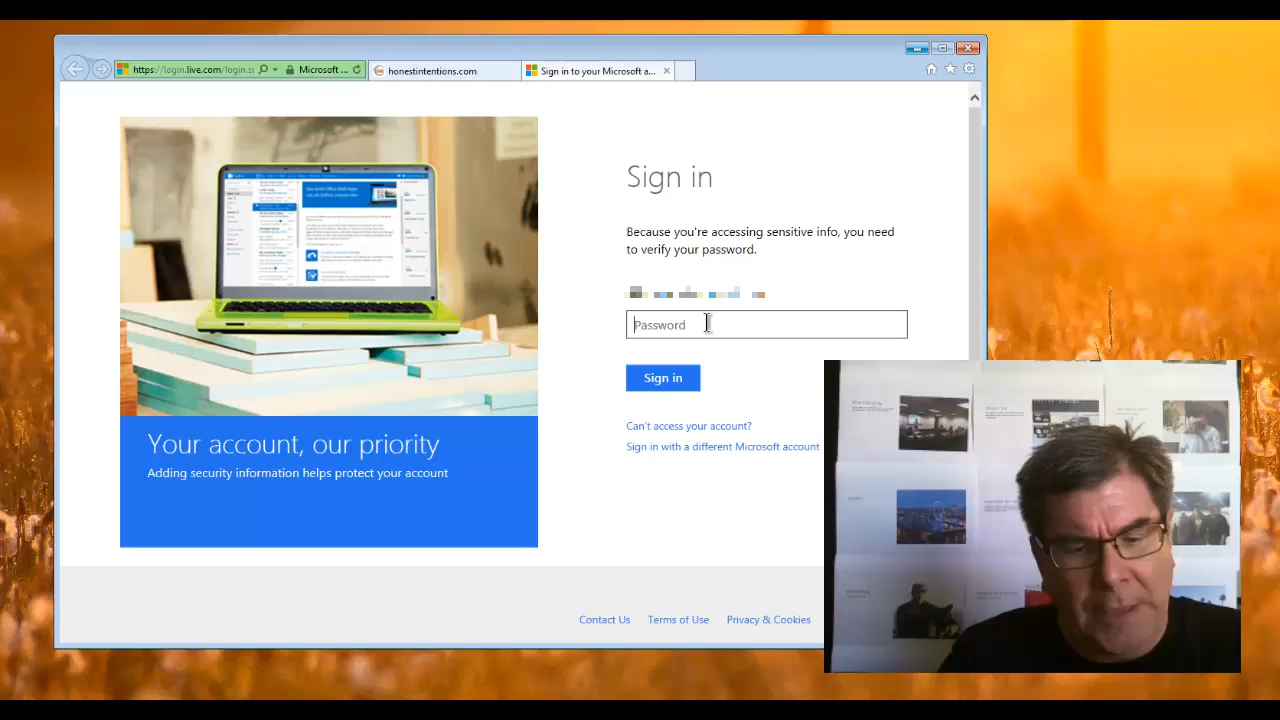 https://login.live.com/login.s
Microsoft ...
honestintentions.com
Sign in to your Microsoft a...
Sign in
Because you're accessing sensitive info, you need
to verify your password.
Password
Sign in
Can't access your account?
Sign in with a different Microsoft account
Your account, our priority
Adding security information helps protect your account
Contact Us
Terms of Use
Privacy & Cookies